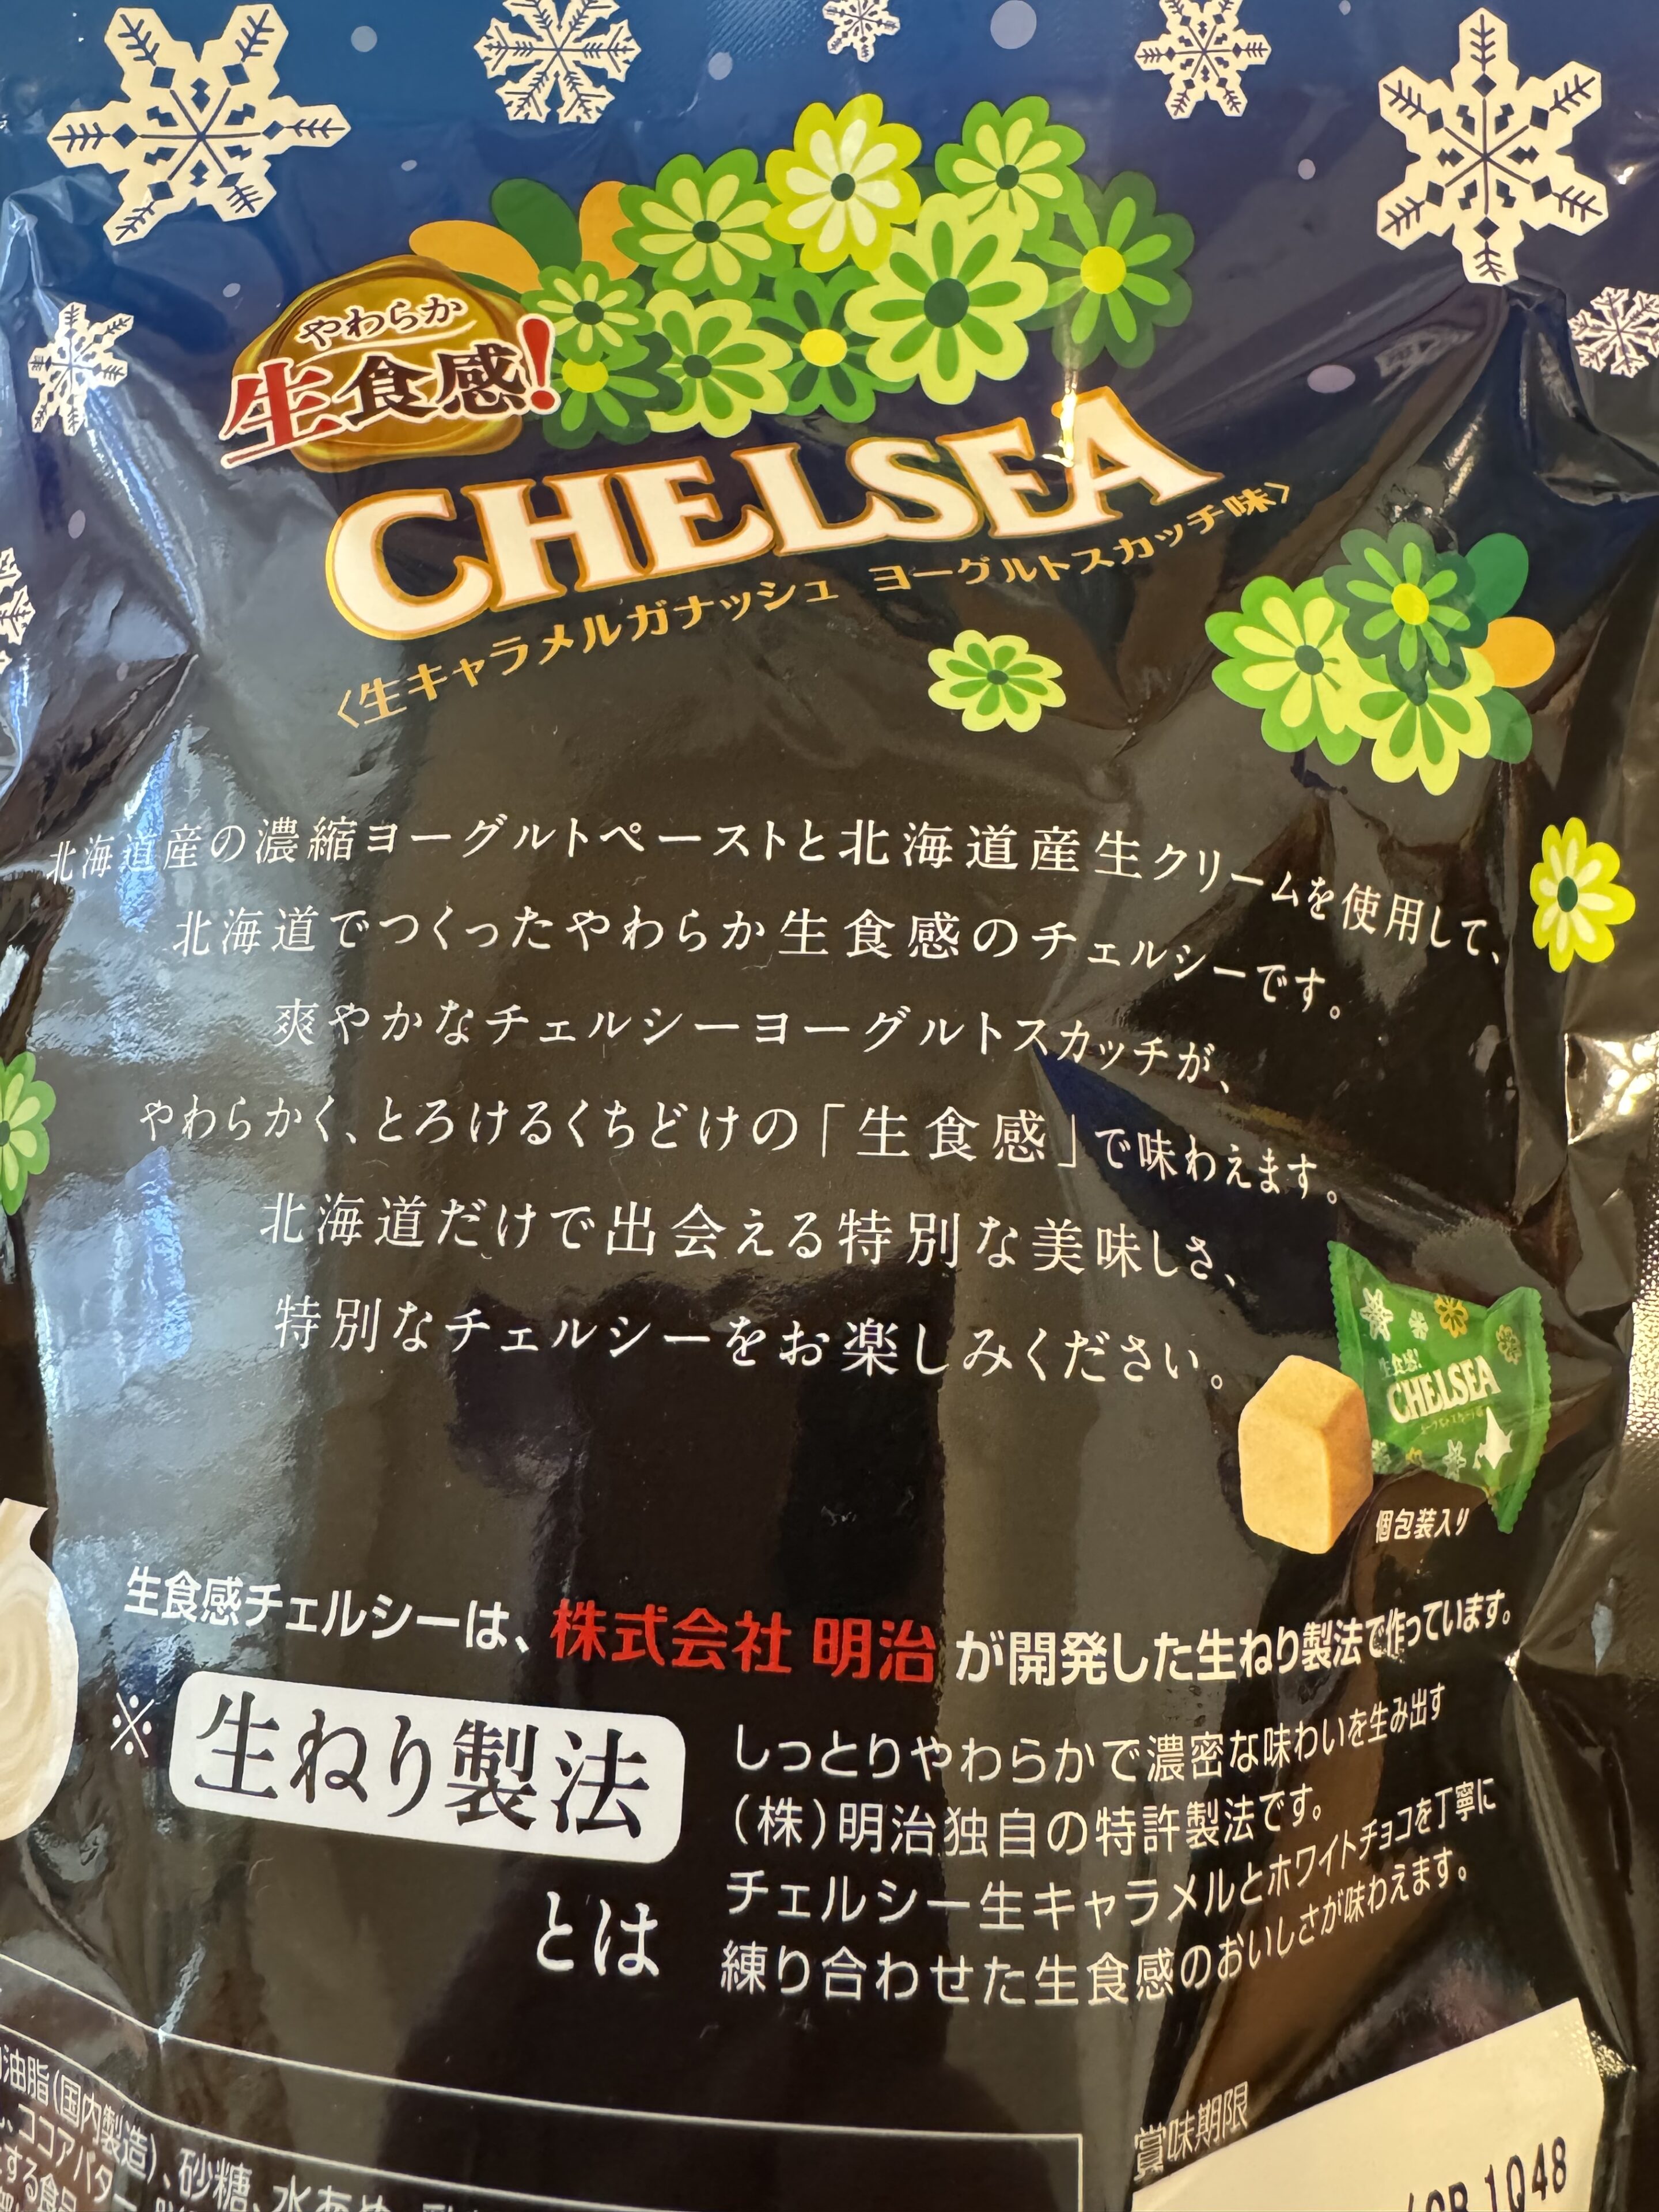 やわらか
生食感!
CHELSEA
〈生キャラメルガナッシュ ヨーグルトスカッチ味〉
北海道産の濃縮ヨーグルトペーストと北海道産生クリームを使用して、
北海道でつくったやわらか生食感のチェルシーです。
爽やかなチェルシーヨーグルトスカッチが、
やわらかく、とろけるくちどけの「生食感」で味わえます。
北海道だけで出会える特別な美味しさ、
特別なチェルシーをお楽しみください。
生食感!
CHELSEA
個包装入り
生食感チェルシーは、株式会社 明治 が開発した生ねり製法で作っています。
※生ねり製法
とは
しっとりやわらかで濃密な味わいを生み出す
(株)明治独自の特許製法です。
チェルシー生キャラメルとホワイトチョコを丁寧に
練り合わせた生食感のおいしさが味わえます。
油脂(国内製造)、砂糖、水あめ、
ココアバター
する食品
賞味期限
1Q48